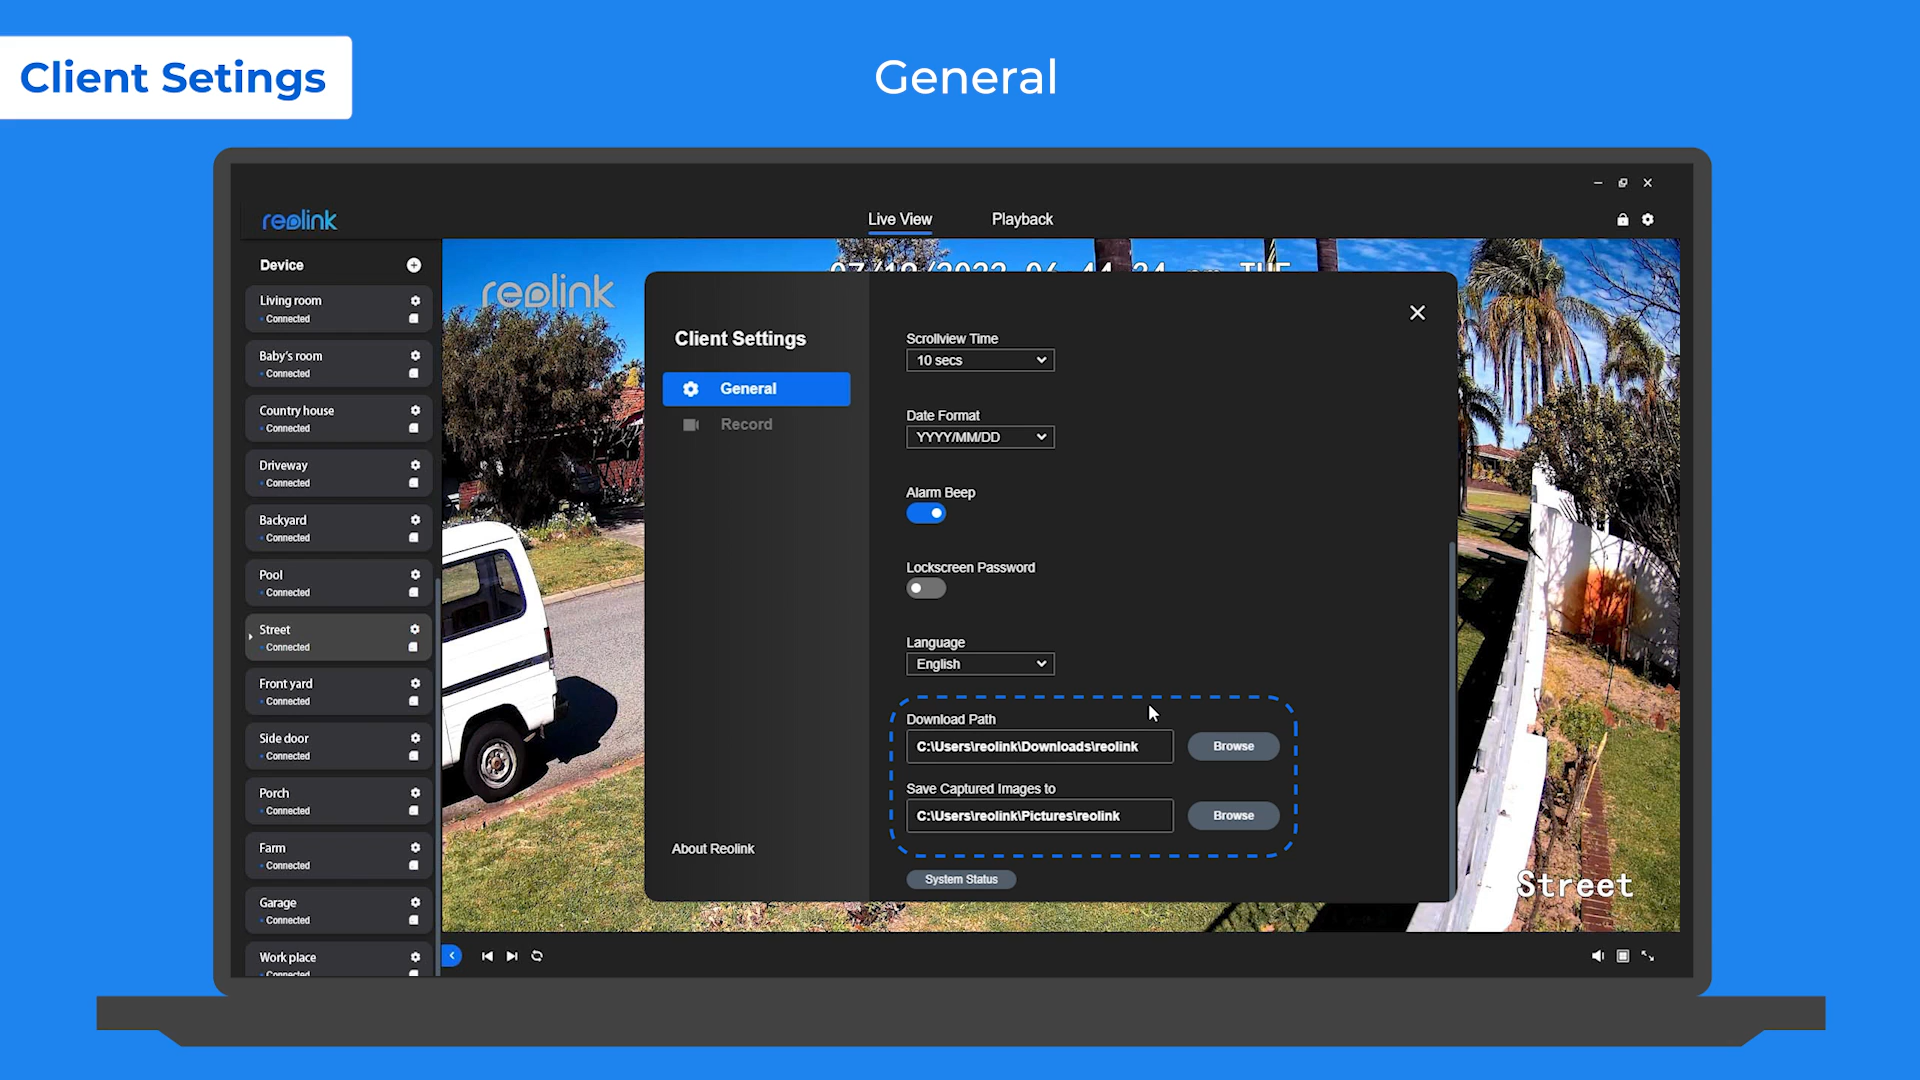 Client Setings
General
reolink
Live View
Playback
Device
Living room
Connected
Baby's room
Connected
Country house
Connected
Driveway
Connected
Backyard
Connected
Pool
Connected
Street
Connected
Front yard
Connected
Side door
Connected
Porch
Connected
Farm
Connected
Garage
Connected
Work place
Connected
reolink
Client Settings
General
Record
About Reolink
Scrollview Time
10 secs
Date Format
YYYY/MM/DD
Alarm Beep
Lockscreen Password
Language
English
Download Path
C:\Users\reolink\Downloads\reolink
Browse
Save Captured Images to
C:\Users\reolink\Pictures\reolink
Browse
System Status
Street